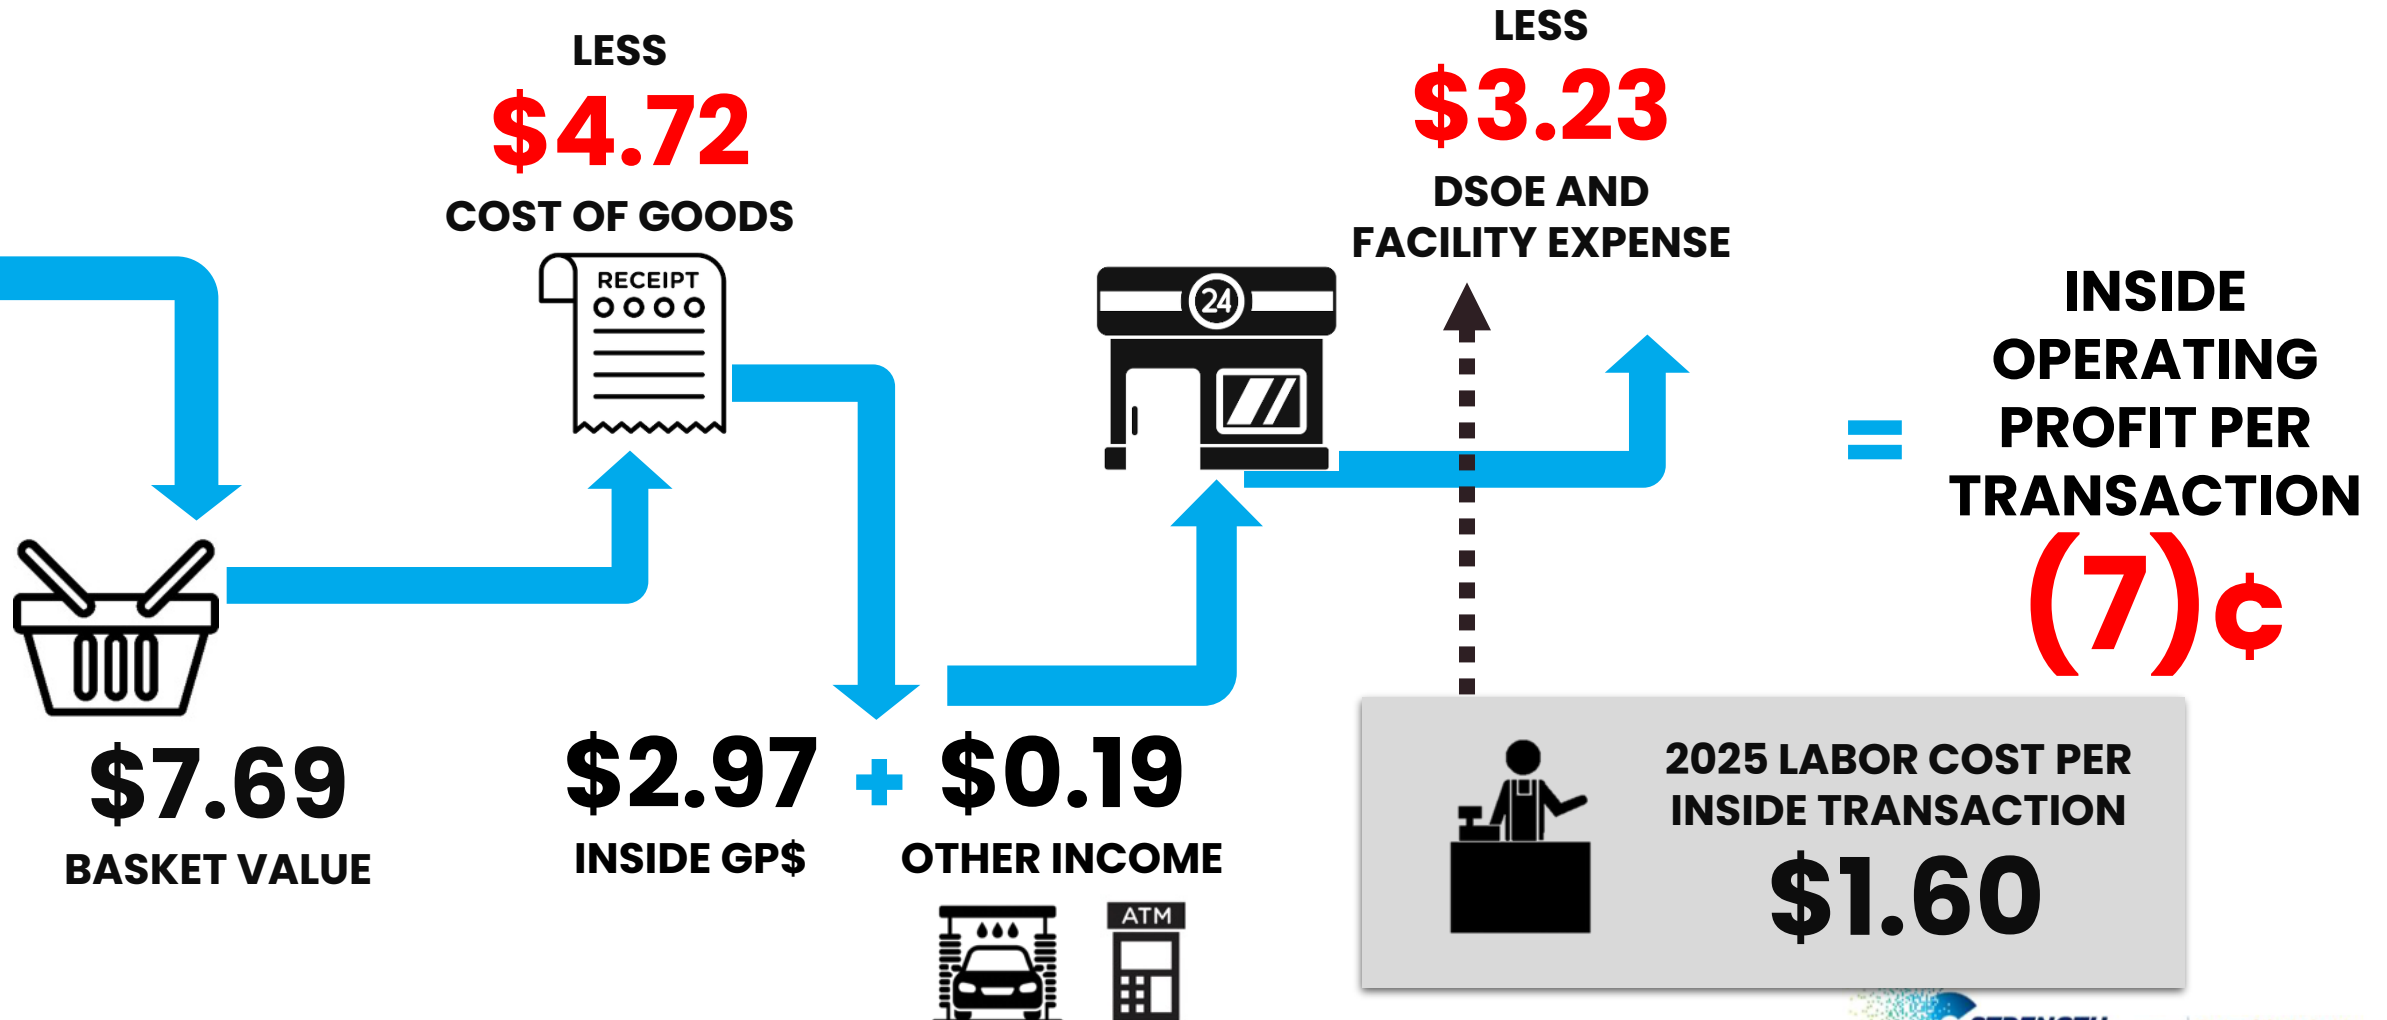 LESS
$4.72
COST OF GOODS
RECEIPT
$7.69
BASKET VALUE
$2.97 + $0.19
INSIDE GP$
OTHER INCOME
ATM
24
LESS
$3.23
DSOE AND
FACILITY EXPENSE
2025 LABOR COST PER
INSIDE TRANSACTION
$1.60
=
INSIDE
OPERATING
PROFIT PER
TRANSACTION
(7)¢